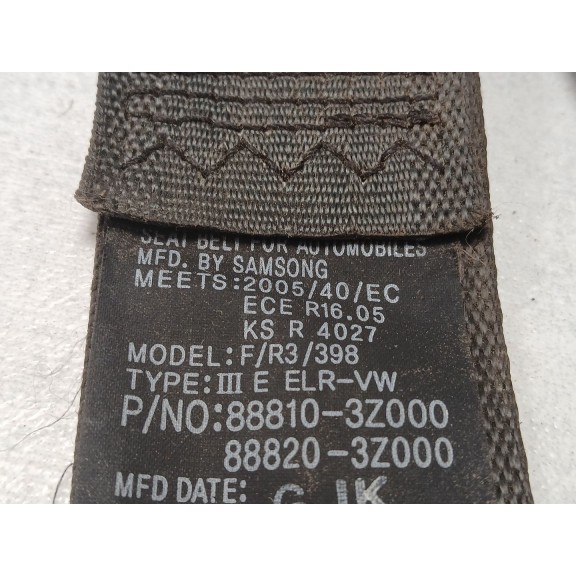 SEAT BELT FOR AUTOMOBILES
MFD. BY SAMSONG
MEETS:2005/40/EC
ECE R16.05
KS R 4027
MODEL:F/R3/398
TYPE:III E ELR-VW
P/NO:88810-3Z000
88820-3Z000
MFD DATE: